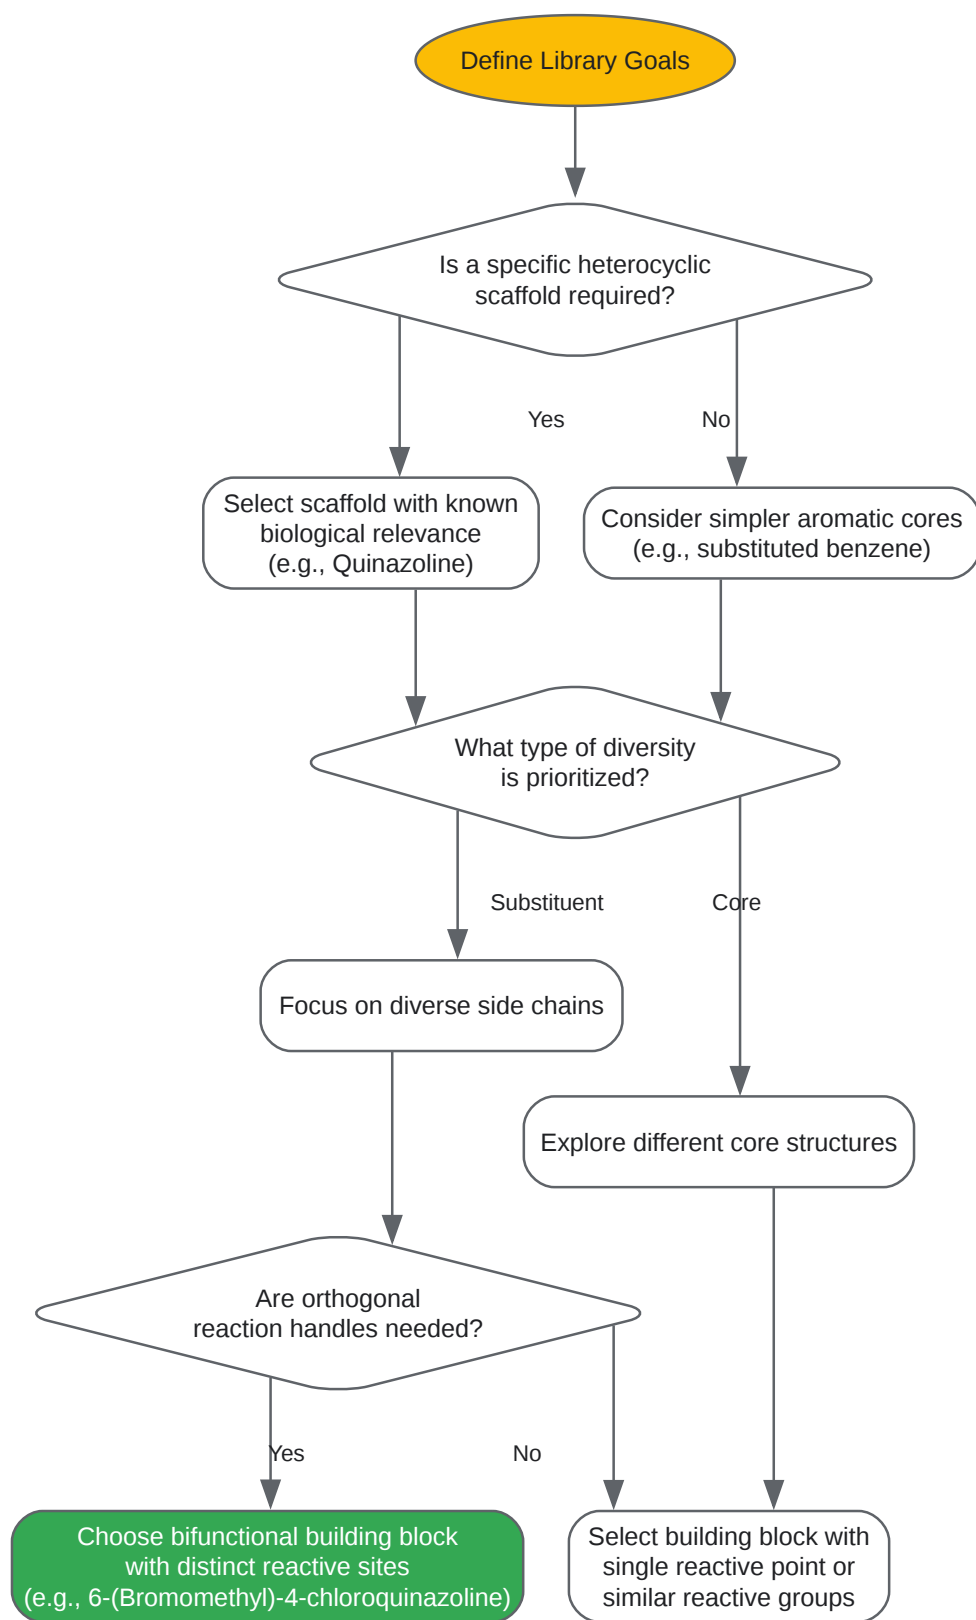 Define Library Goals
Is a specific heterocyclic
scaffold required?
Yes
No
Select scaffold with known
biological relevance
(e.g., Quinazoline)
Consider simpler aromatic cores
(e.g., substituted benzene)
What type of diversity
is prioritized?
Substituent
Core
Focus on diverse side chains
Explore different core structures
Are orthogonal
reaction handles needed?
Yes
No
Choose bifunctional building block
with distinct reactive sites
(e.g., 6-(Bromomethyl)-4-chloroquinazoline)
Select building block with
single reactive point or
similar reactive groups